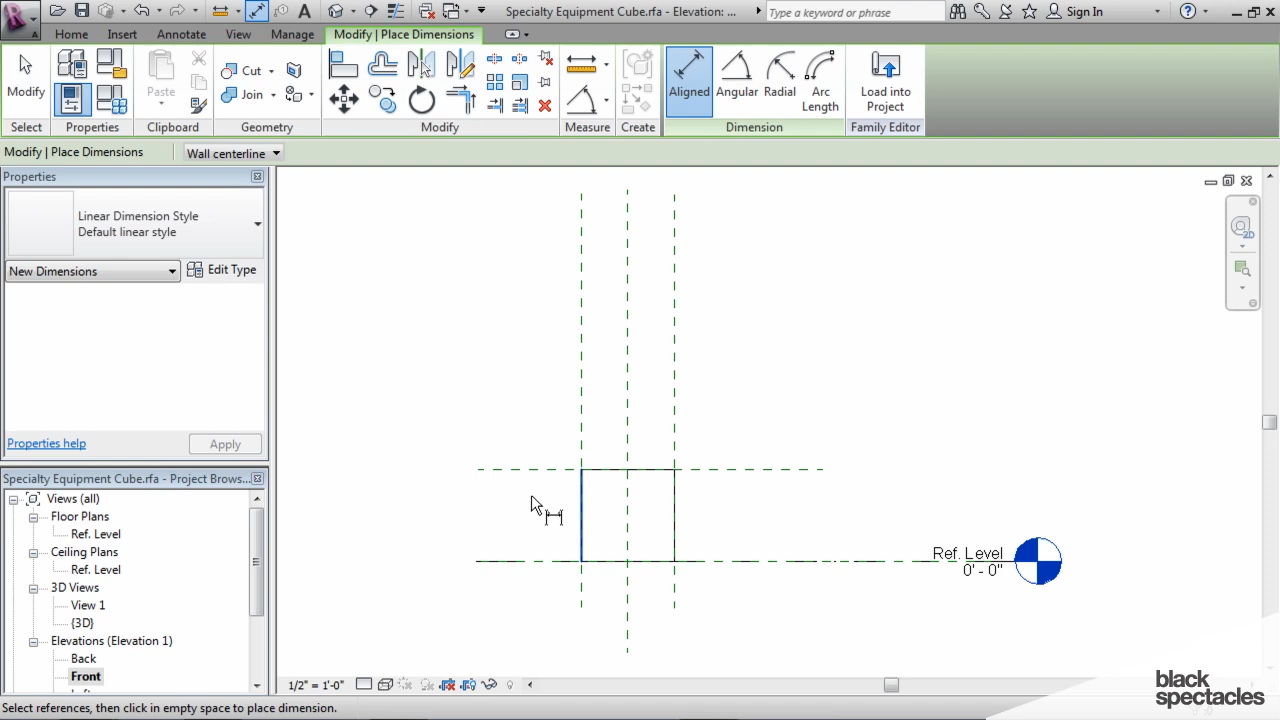 Specialty Equipment Cube.rfa - Elevation: ...
Type a keyword or phrase
Sign In
Home
Insert
Annotate
View
Manage
Modify | Place Dimensions
Modify
Paste
Cut
Join
Aligned
Angular
Radial
Arc
Length
Load into
Project
Select
Properties
Clipboard
Geometry
Modify
Measure
Create
Dimension
Family Editor
Modify | Place Dimensions
Wall centerline
Properties
Linear Dimension Style
Default linear style
New Dimensions
Edit Type
Properties help
Apply
Specialty Equipment Cube.rfa - Project Brows...
Views (all)
Floor Plans
Ref. Level
Ceiling Plans
Ref. Level
3D Views
View 1
{3D}
Elevations (Elevation 1)
Back
Front
2D
Ref. Level
0' - 0"
1/2" = 1'-0"
Select references, then click in empty space to place dimension.
black
spectacles